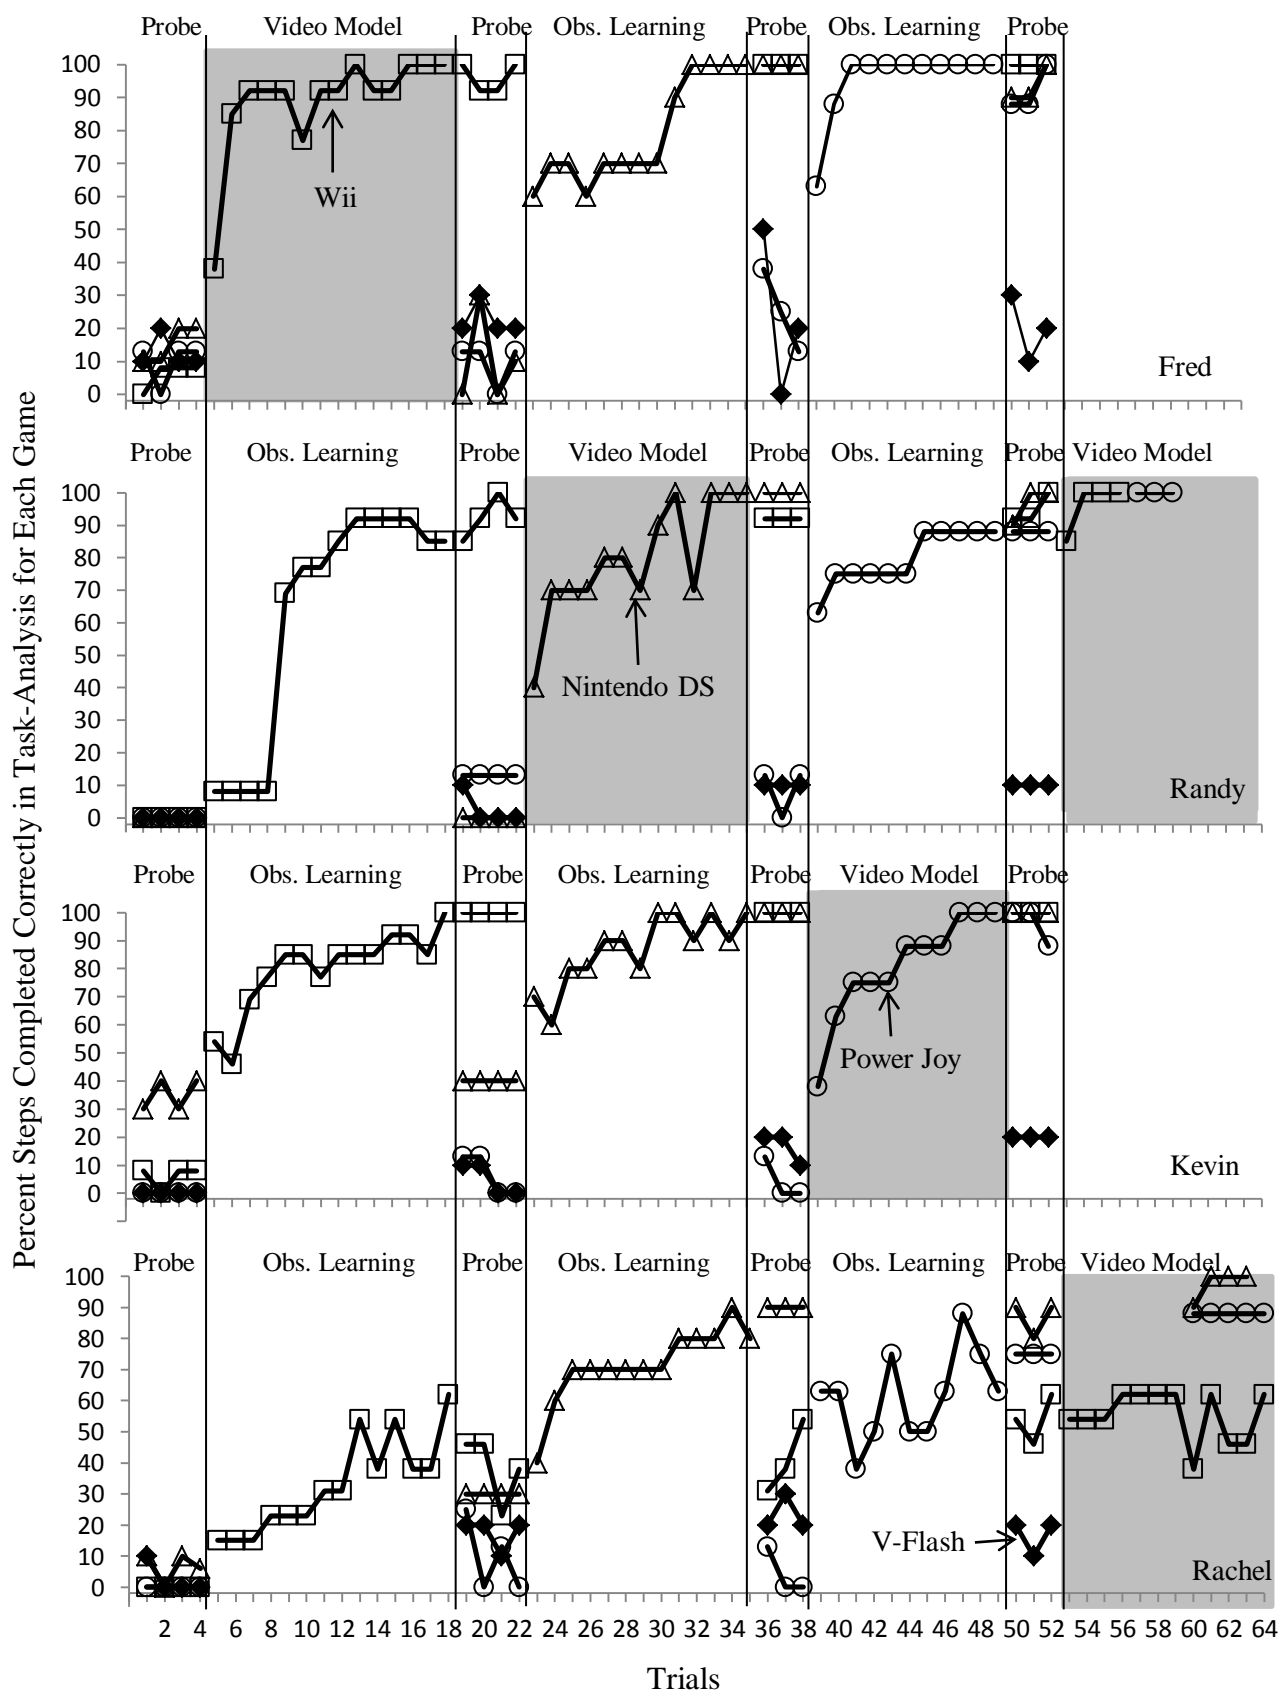 Probe Video Model Probe Obs. Learning Probe Obs. Learning Probe
100
90
80
70
60
50
40
30
20
10
0
Wii
Fred
Percent Steps Completed Correctly in Task-Analysis for Each Game
Probe Obs. Learning Probe Video Model Probe Obs. Learning Probe Video Model
100
90
80
70
60
50
40
30
20
10
0
Nintendo DS
Randy
Probe Obs. Learning Probe Obs. Learning Probe Video Model Probe
100
90
80
70
60
50
40
30
20
10
0
Power Joy
Kevin
Probe Obs. Learning Probe Obs. Learning Probe Obs. Learning Probe Video Model
100
90
80
70
60
50
40
30
20
10
0
V-Flash
Rachel
2 4 6 8 10 12 14 16 18 20 22 24 26 28 30 32 34 36 38 40 42 44 46 48 50 52 54 56 58 60 62 64
Trials